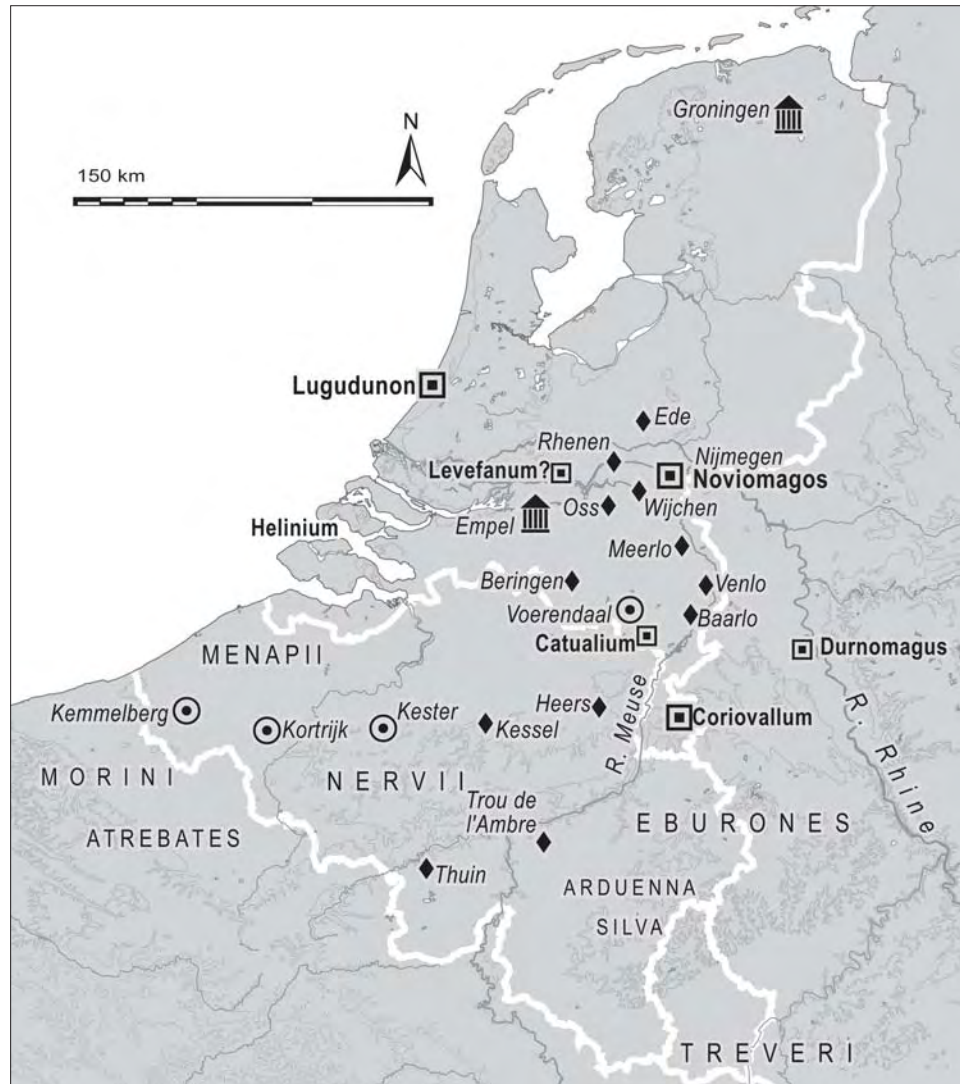 Groningen
N
150 km
Lugudunon
Ede
Rhenen
Nijmegen
Levefanum?
Noviomagos
Oss
Wijchen
Empel
Helinium
Meerlo
Beringen
Venlo
Voerendaal
Baarlo
Catualium
MENAPII
Durnomagus
Kemmelberg
Kortrijk
Kester
Heers
Kessel
R. Meuse
Coriovallum
R. Rhine
MORINI
NERVII
Trou de
l'Ambre
EBURONES
ATREBATES
Thuin
ARDUENNA
SILVA
TREVERI